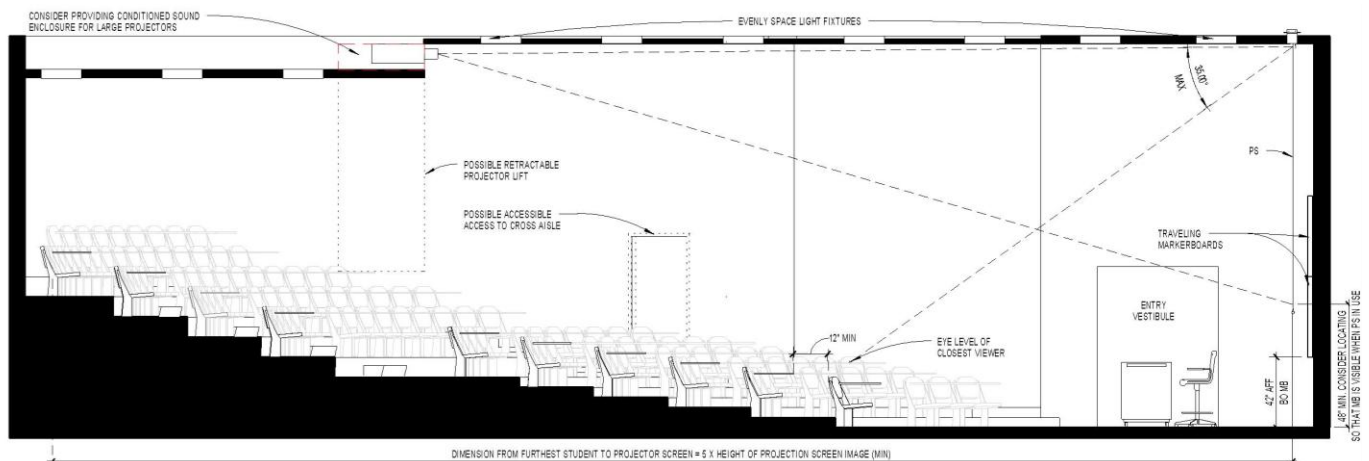 CONSIDER PROVIDING CONDITIONED SOUND
ENCLOSURE FOR LARGE PROJECTORS
EVENLY SPACE LIGHT FIXTURES
35.00°
MAX
PS
POSSIBLE RETRACTABLE
PROJECTOR LIFT
POSSIBLE ACCESSIBLE
ACCESS TO CROSS AISLE
TRAVELING
MARKERBOARDS
ENTRY
VESTIBULE
12" MIN
EYE LEVEL OF
CLOSEST VIEWER
42" AFF
BO MB
48" MIN. CONSIDER LOCATING
SO THAT MB IS VISIBLE WHEN PS IN USE
DIMENSION FROM FURTHEST STUDENT TO PROJECTOR SCREEN = 5 X HEIGHT OF PROJECTION SCREEN IMAGE (MIN)